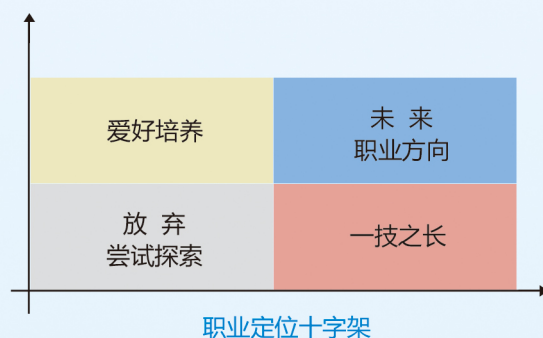 爱好培养
未来
职业方向
放弃
尝试探索
一技之长
职业定位十字架